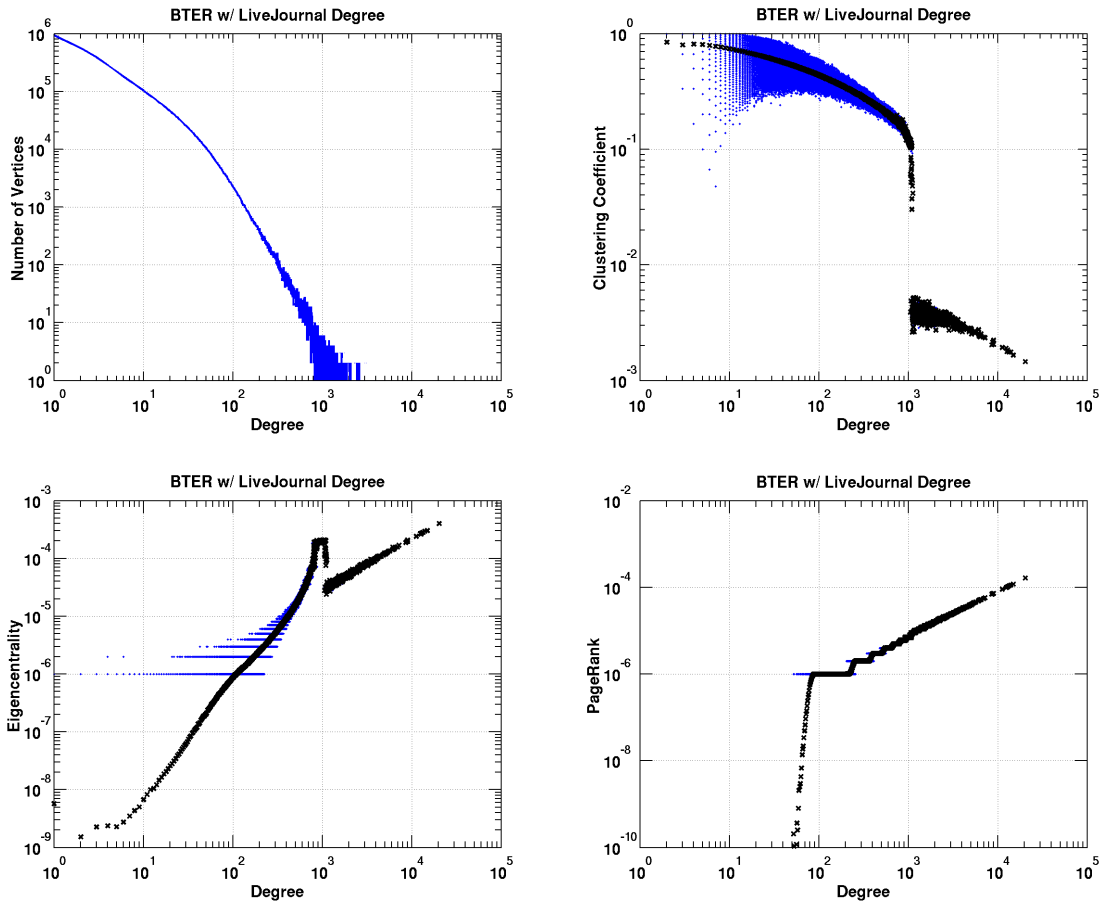 BTER w/ LiveJournal Degree
Number of Vertices
10^6
10^5
10^4
10^3
10^2
10^1
10^0
10^0 10^1 10^2 10^3 10^4 10^5
Degree
BTER w/ LiveJournal Degree
Clustering Coefficient
10^0
10^-1
10^-2
10^-3
10^0 10^1 10^2 10^3 10^4 10^5
Degree
BTER w/ LiveJournal Degree
Eigencentrality
10^-3
10^-4
10^-5
10^-6
10^-7
10^-8
10^-9
10^0 10^1 10^2 10^3 10^4 10^5
Degree
BTER w/ LiveJournal Degree
PageRank
10^-2
10^-4
10^-6
10^-8
10^-10
10^0 10^1 10^2 10^3 10^4 10^5
Degree